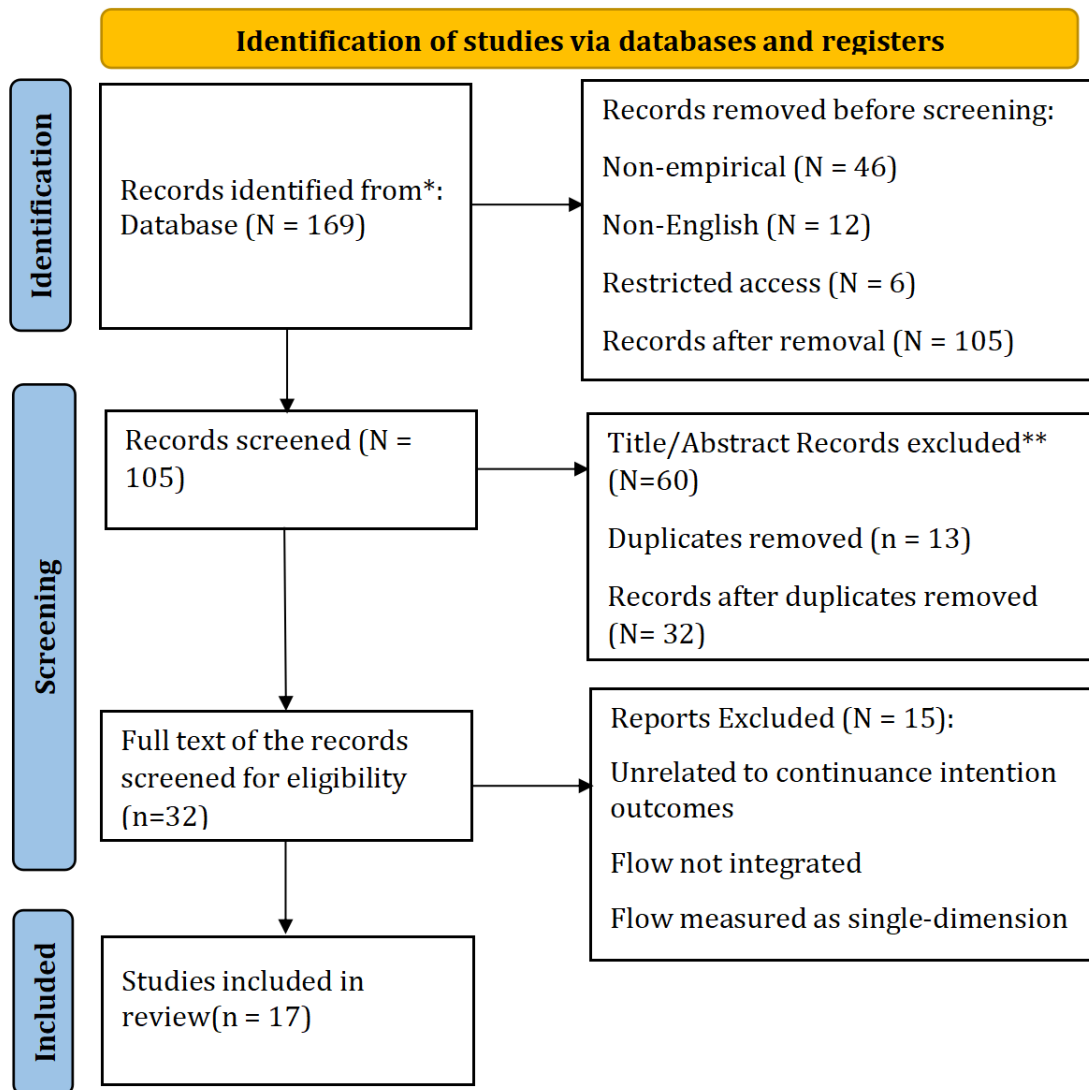 Identification of studies via databases and registers
Identification
Records identified from*:
Database (N = 169)
Records removed before screening:
Non-empirical (N = 46)
Non-English (N = 12)
Restricted access (N = 6)
Records after removal (N = 105)
Screening
Records screened (N =
105)
Title/Abstract Records excluded**
(N=60)
Duplicates removed (n = 13)
Records after duplicates removed
(N= 32)
Full text of the records
screened for eligibility
(n=32)
Reports Excluded (N = 15):
Unrelated to continuance intention
outcomes
Flow not integrated
Flow measured as single-dimension
Included
Studies included in
review(n = 17)